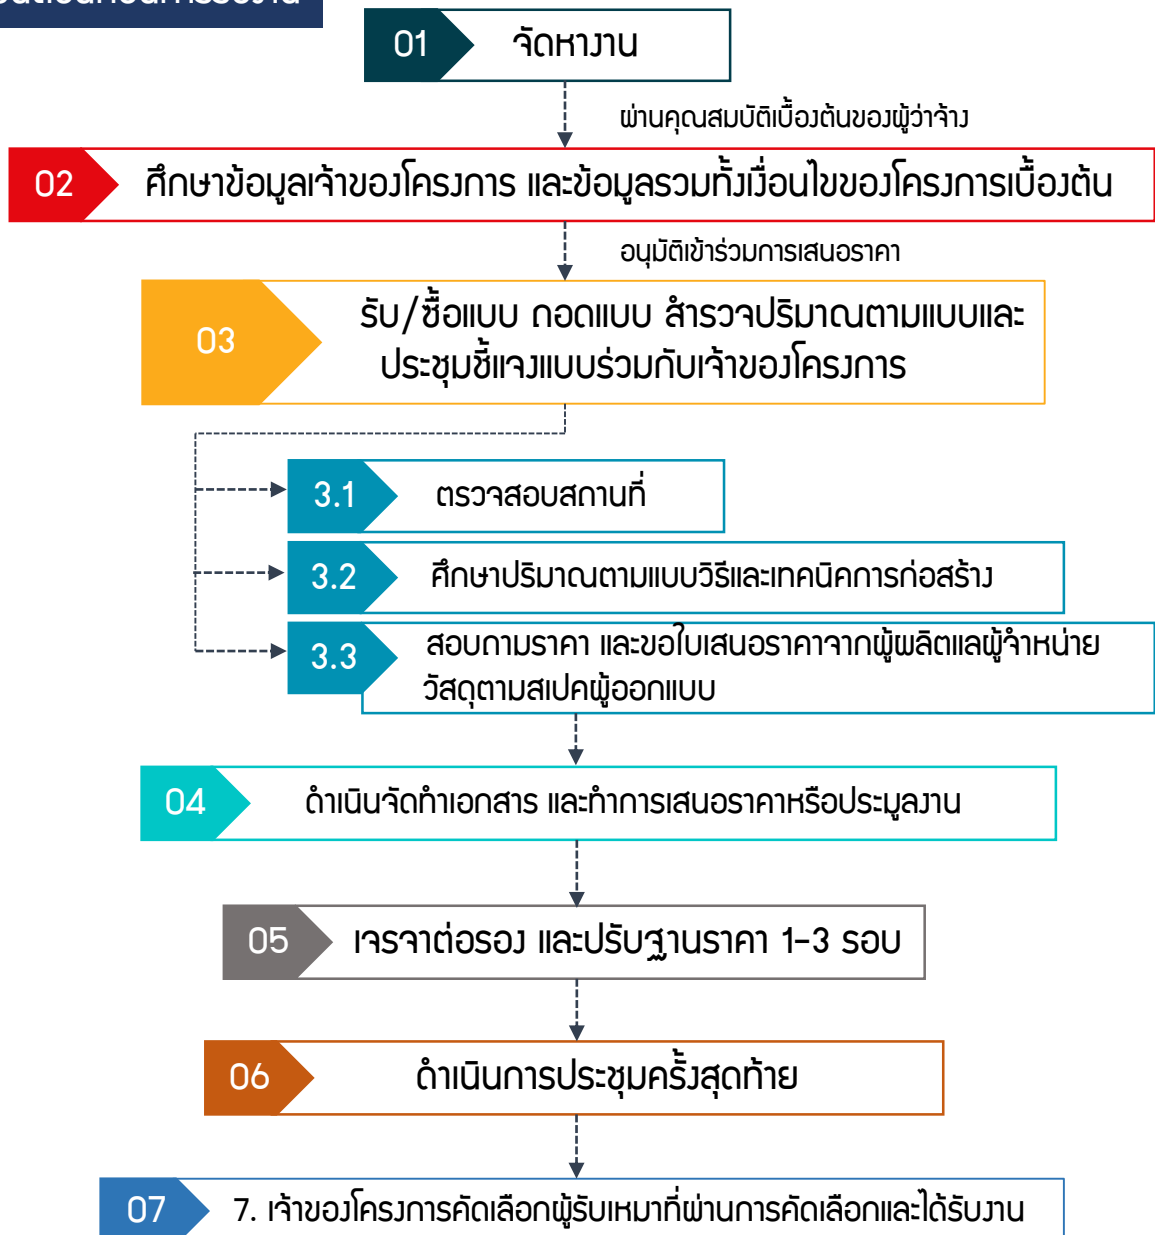 01 จัดหางาน
ผ่านคุณสมบัติเบื้องต้นของผู้ว่าจ้าง
02 ศึกษาข้อมูลเจ้าของโครงการ และข้อมูลรวมทั้งเงื่อนไขของโครงการเบื้องต้น
อนุมัติเข้าร่วมการเสนอราคา
03 รับ/ซื้อแบบ ถอดแบบ สำรวจปริมาณตามแบบและ
ประชุมชี้แจงแบบร่วมกับเจ้าของโครงการ
3.1 ตรวจสอบสถานที่
3.2 ศึกษาปริมาณตามแบบวิธีและเทคนิคการก่อสร้าง
3.3 สอบถามราคา และขอใบเสนอราคาจากผู้ผลิตแลผู้จำหน่าย
วัสดุตามสเปคผู้ออกแบบ
04 ดำเนินจัดทำเอกสาร และทำการเสนอราคาหรือประมูลงาน
05 เจรจาต่อรอง และปรับฐานราคา 1-3 รอบ
06 ดำเนินการประชุมครั้งสุดท้าย
07 7. เจ้าของโครงการคัดเลือกผู้รับเหมาที่ผ่านการคัดเลือกและได้รับงาน